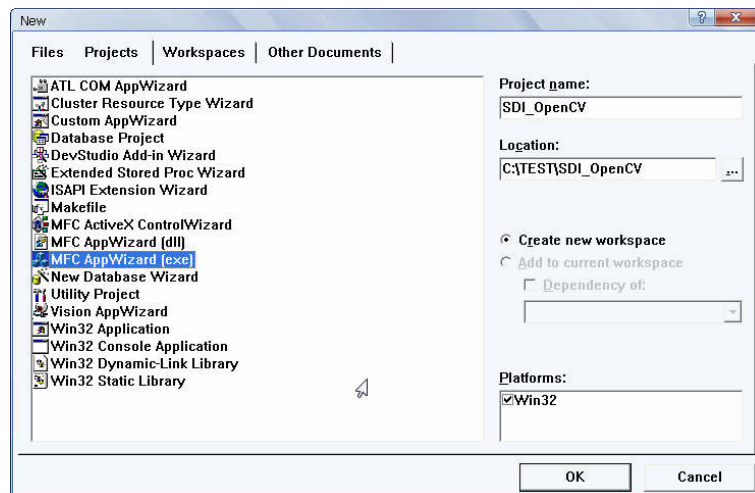 New
Files Projects Workspaces Other Documents
ATL COM AppWizard
Cluster Resource Type Wizard
Custom AppWizard
Database Project
DevStudio Add-in Wizard
Extended Stored Proc Wizard
ISAPI Extension Wizard
Makefile
MFC ActiveX ControlWizard
MFC AppWizard (dll)
MFC AppWizard (exe)
New Database Wizard
Utility Project
Vision AppWizard
Win32 Application
Win32 Console Application
Win32 Dynamic-Link Library
Win32 Static Library
Project name:
SDI_OpenCV
Location:
C:\TEST\SDI_OpenCV
...
Create new workspace
Add to current workspace
Dependency of:
Platforms:
Win32
OK Cancel